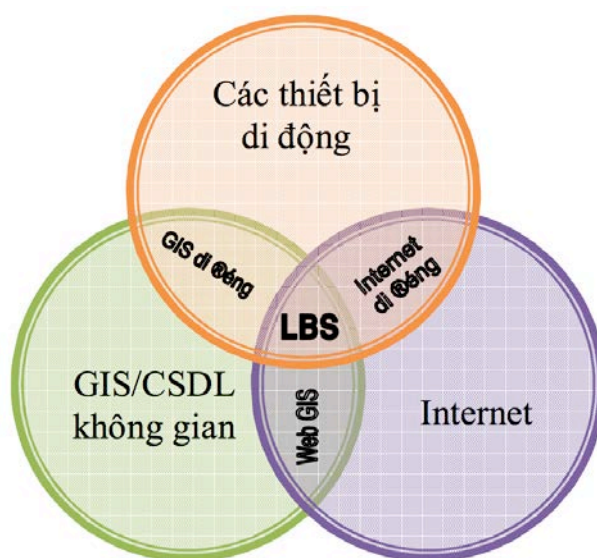 Các thiết bị
di động
GIS di ®éng
Internet
di ®éng
LBS
GIS/CSDL
không gian
Web GIS
Internet